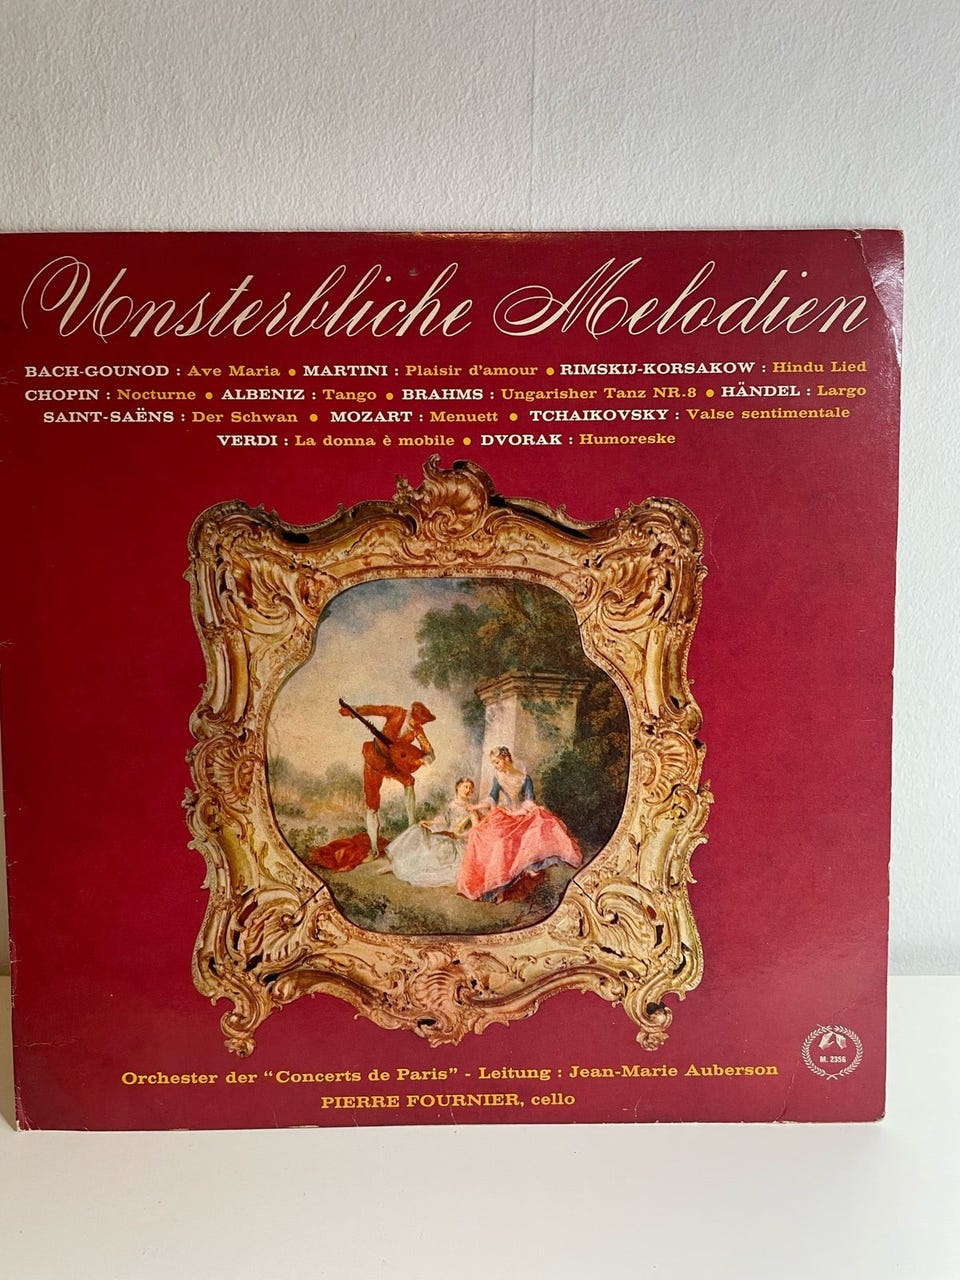 Unsterbliche Melodien
BACH-GOUNOD : Ave Maria • MARTINI : Plaisir d'amour • RIMSKIJ-KORSAKOW : Hindu Lied
CHOPIN : Nocturne • ALBENIZ : Tango • BRAHMS : Ungarisher Tanz NR.8 • HÄNDEL : Largo
SAINT-SAËNS : Der Schwan • MOZART : Menuett • TCHAIKOVSKY : Valse sentimentale
VERDI : La donna è mobile • DVORAK : Humoreske
M. 2356
Orchester der "Concerts de Paris" - Leitung : Jean-Marie Auberson
PIERRE FOURNIER, cello